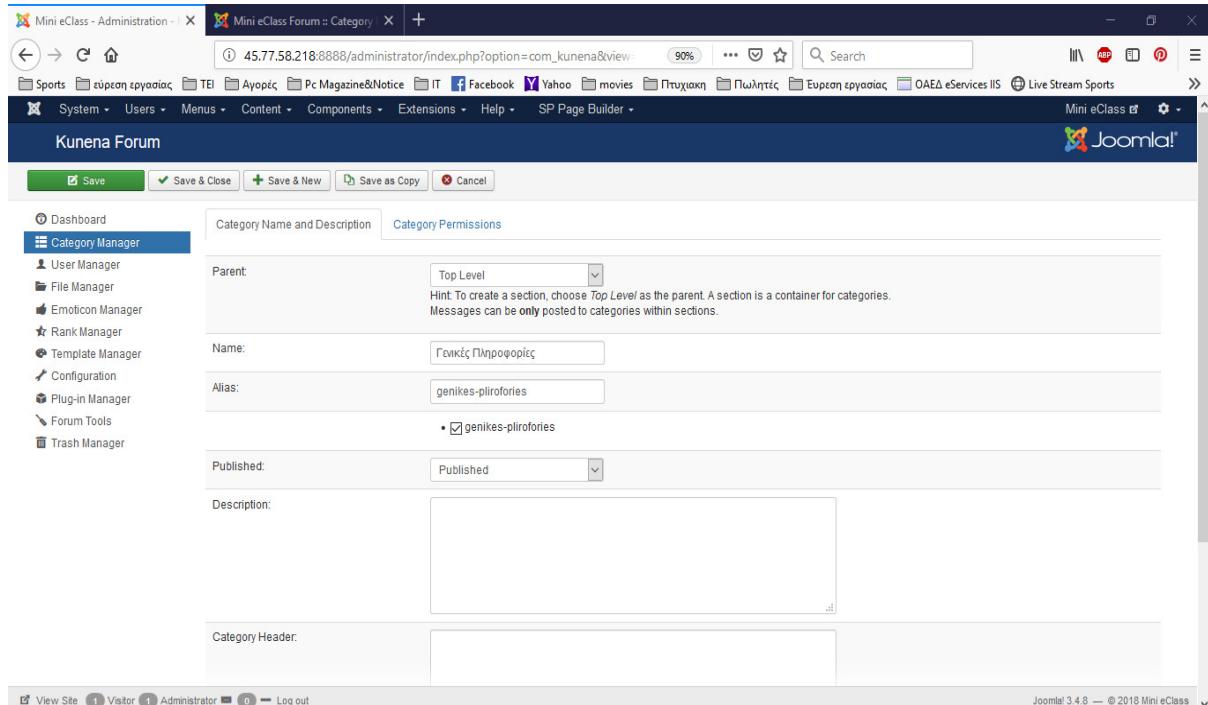 Mini eClass - Administration -
Mini eClass Forum :: Category
45.77.58.218:8888/administrator/index.php?option=com_kunena&view=
90%
Search
ABP
Sports εύρεση εργασίας TEI Αγορές Pc Magazine&Notice IT Facebook Yahoo movies Πτυχιακη Πωλητές Έυρεση εργασίας ΟΑΕΔ eServices IIS Live Stream Sports
System Users Menus Content Components Extensions Help SP Page Builder Mini eClass
Kunena Forum
Joomla!
Save Save & Close Save & New Save as Copy Cancel
Dashboard
Category Manager
User Manager
File Manager
Emoticon Manager
Rank Manager
Template Manager
Configuration
Plug-in Manager
Forum Tools
Trash Manager
Category Name and Description Category Permissions
Parent: Top Level
Hint: To create a section, choose Top Level as the parent. A section is a container for categories.
Messages can be only posted to categories within sections.
Name: Γενικές Πληροφορίες
Alias: genikes-plirofories
genikes-plirofories
Published: Published
Description:
Category Header:
View Site 1 Visitor 1 Administrator 0 Log out
Joomla! 3.4.8 — © 2018 Mini eClass